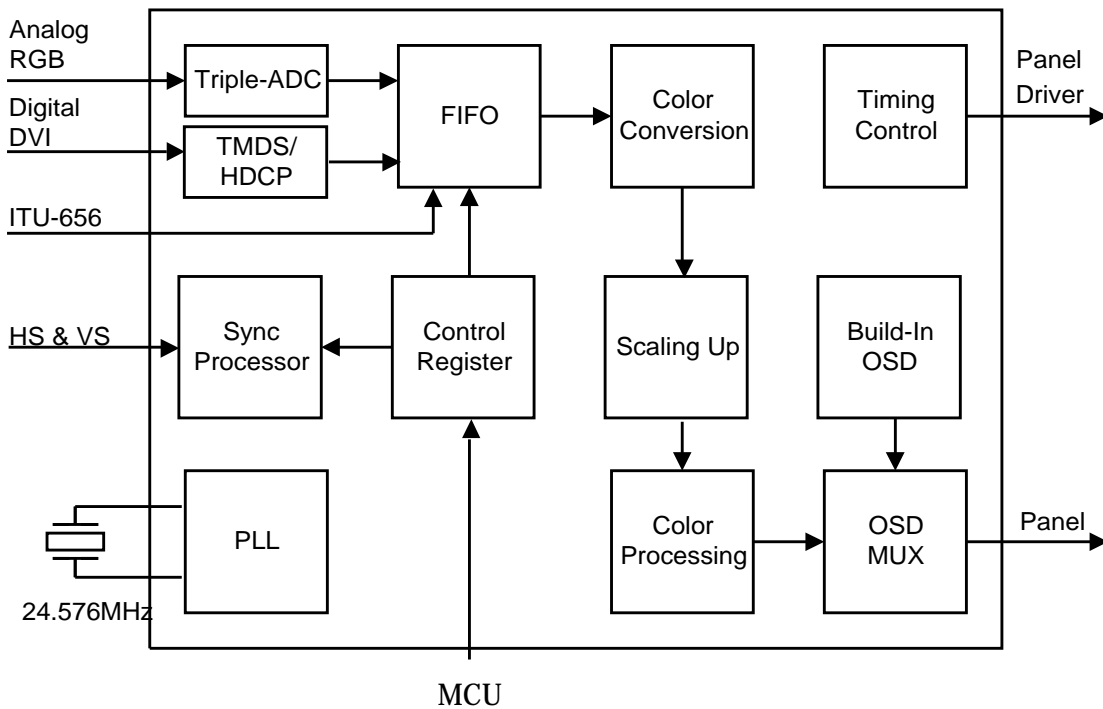 Analog
RGB
Triple-ADC
FIFO
Color
Conversion
Timing
Control
Panel
Driver
Digital
DVI
TMDS/
HDCP
ITU-656
HS & VS
Sync
Processor
Control
Register
Scaling Up
Build-In
OSD
PLL
Color
Processing
OSD
MUX
Panel
24.576MHz
MCU